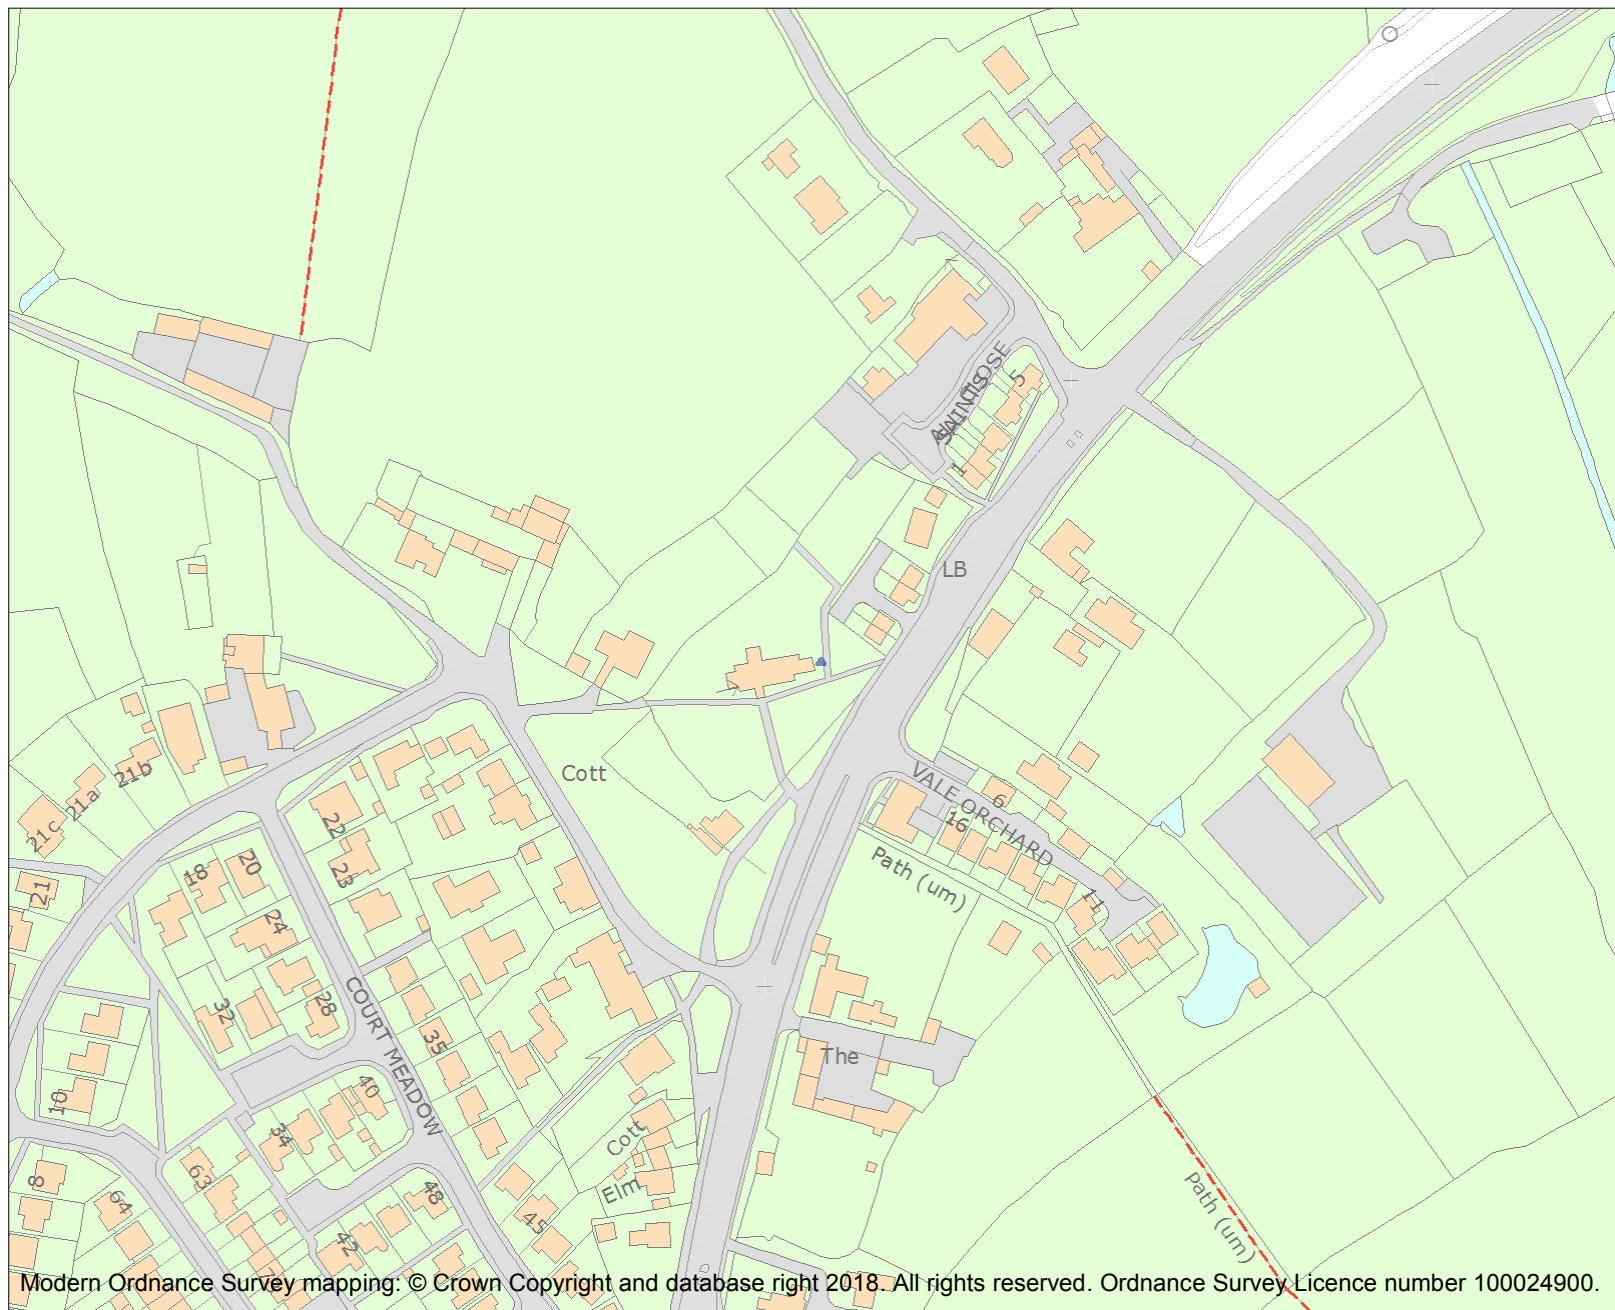 ALL SAINTS CLOSE
5
1
LB
21b
21a
21c
Cott
VALE ORCHARD
6
16
22
Path (um)
23
18
20
21
11
24
32
28
COURT MEADOW
35
The
10
40
Cott
34
63
8
Elm
48
64
45
Path (um)
42
Modern Ordnance Survey mapping: © Crown Copyright and database right 2018. All rights reserved. Ordnance Survey Licence number 100024900.